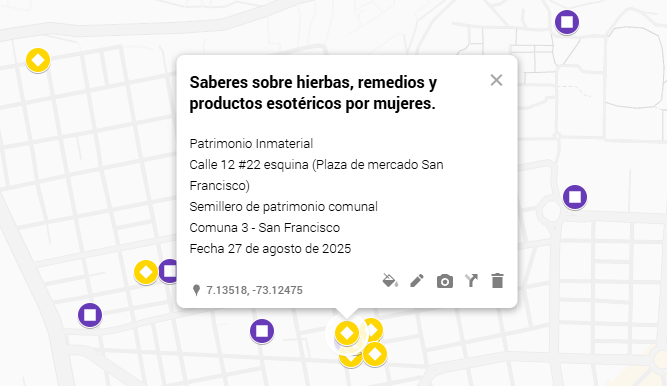 Saberes sobre hierbas, remedios y
productos esotéricos por mujeres.
Patrimonio Inmaterial
Calle 12 #22 esquina (Plaza de mercado San
Francisco)
Semillero de patrimonio comunal
Comuna 3 - San Francisco
Fecha 27 de agosto de 2025
7.13518, -73.12475